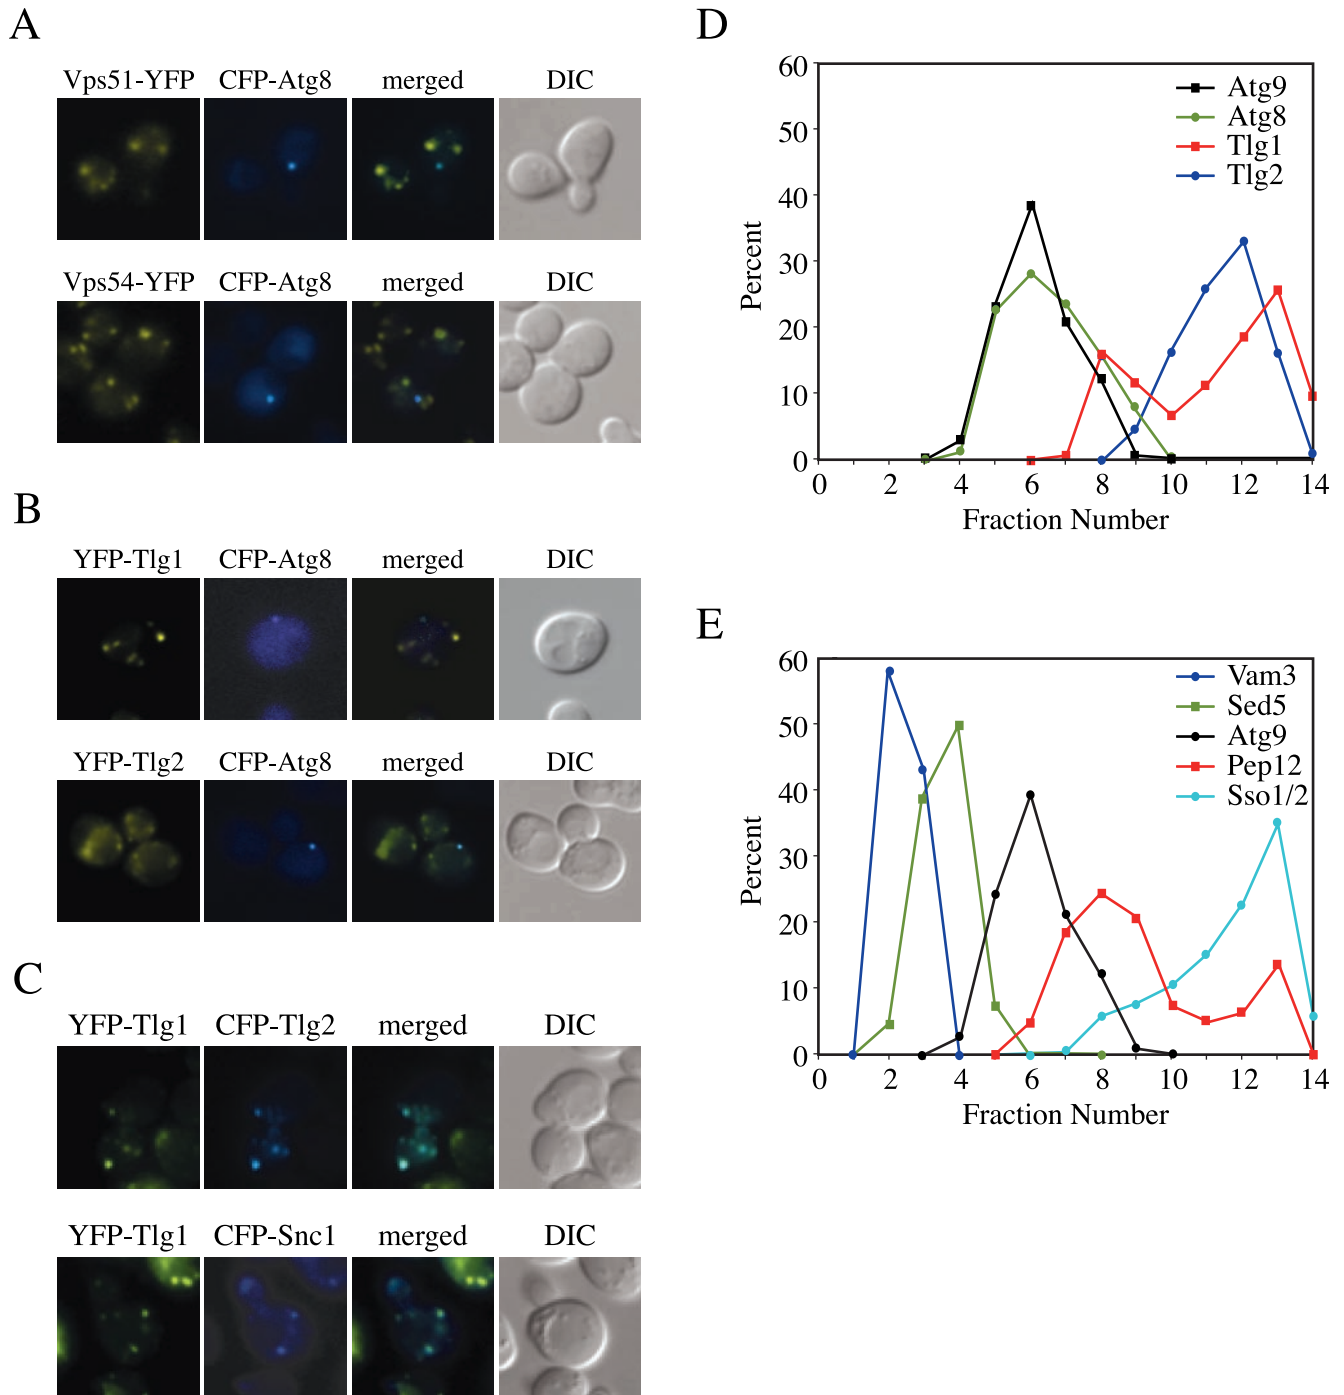 A
Vps51-YFP CFP-Atg8 merged DIC
Vps54-YFP CFP-Atg8 merged DIC
B
YFP-Tlg1 CFP-Atg8 merged DIC
YFP-Tlg2 CFP-Atg8 merged DIC
C
YFP-Tlg1 CFP-Tlg2 merged DIC
YFP-Tlg1 CFP-Snc1 merged DIC
D
Percent
60
50
40
30
20
10
0
Atg9
Atg8
Tlg1
Tlg2
0 2 4 6 8 10 12 14
Fraction Number
E
Percent
60
50
40
30
20
10
0
Vam3
Sed5
Atg9
Pep12
Sso1/2
0 2 4 6 8 10 12 14
Fraction Number